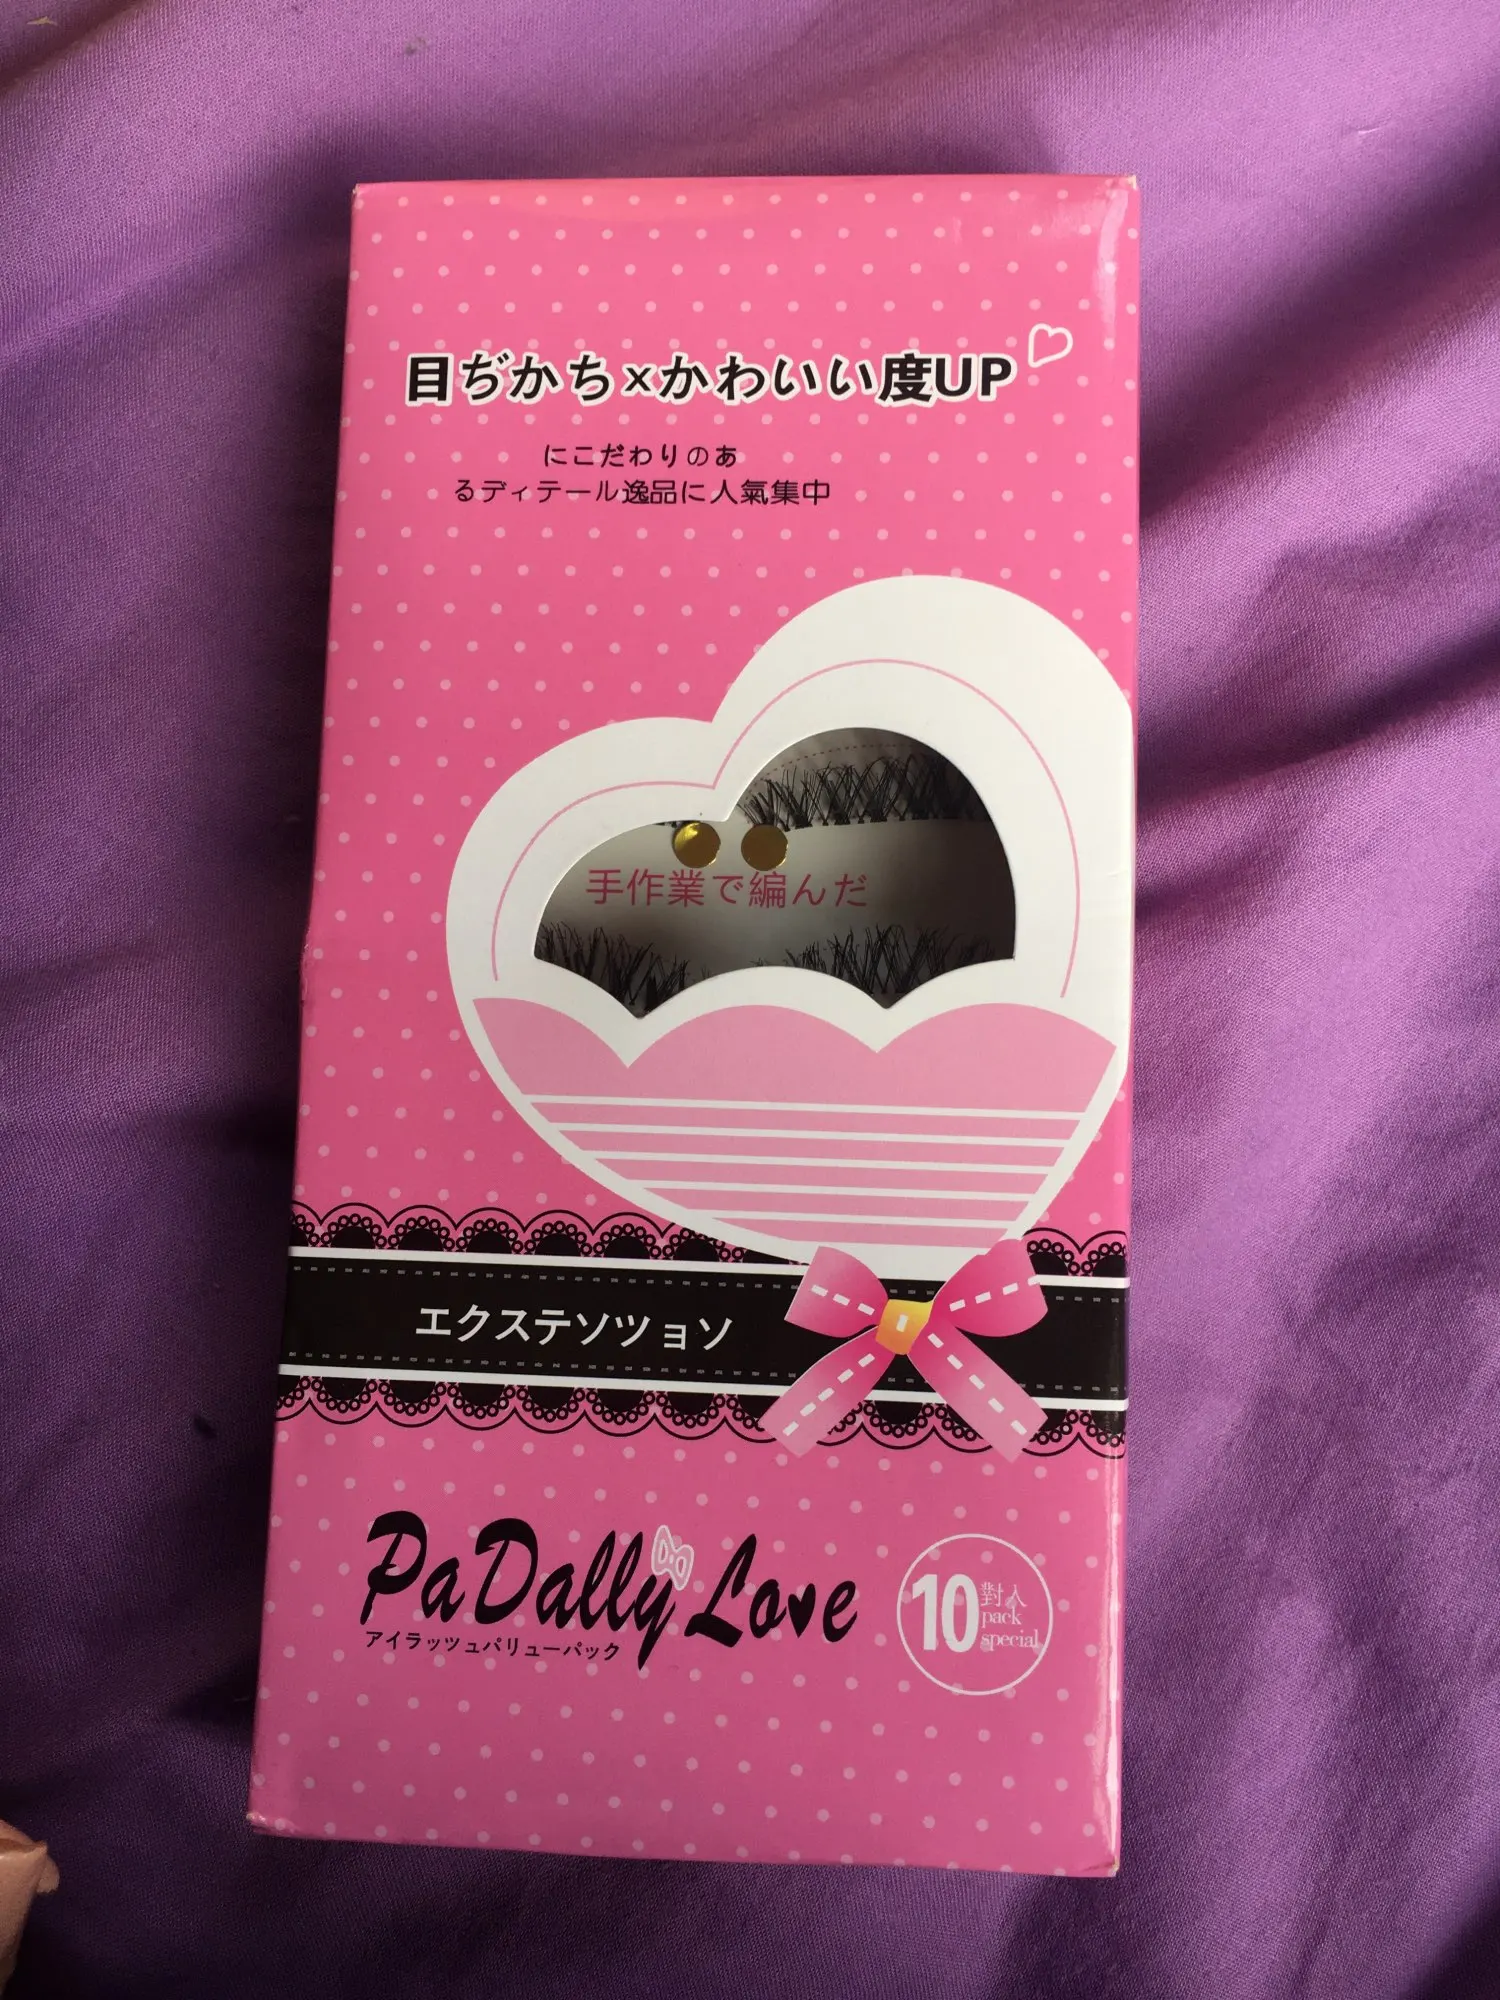 目ぢかち×かわいい度UP
にこだわりのあ
るディテール逸品に人氣集中
手作業で編んだ
エクステソツョソ
PaDally Love
アイラッツュパリューパック
10 對入
pack
special